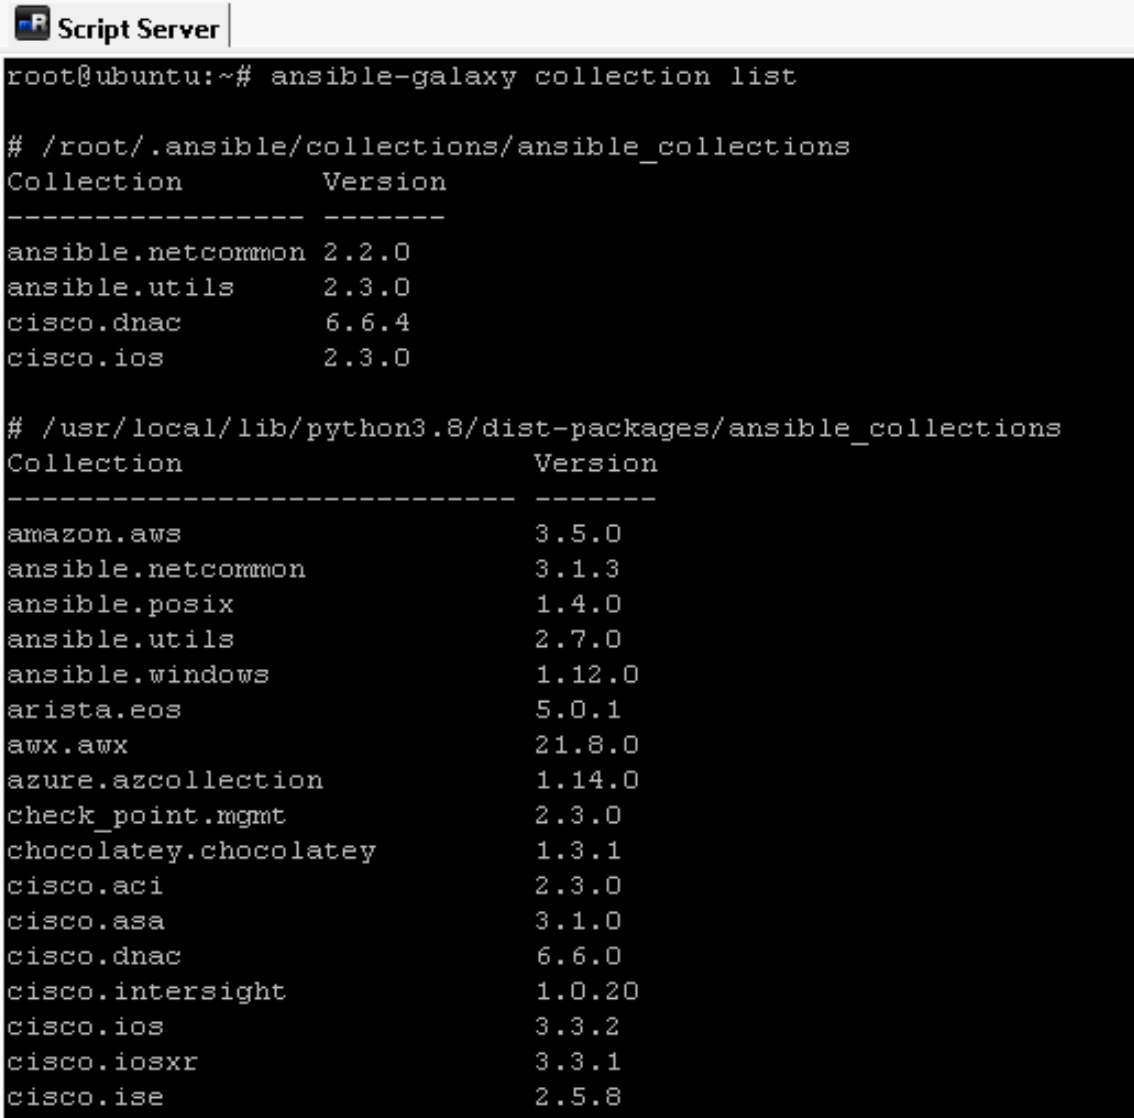 Script Server
root@ubuntu:~# ansible-galaxy collection list
# /root/.ansible/collections/ansible_collections
Collection        Version
----------------- -------
ansible.netcommon 2.2.0
ansible.utils     2.3.0
cisco.dnac        6.6.4
cisco.ios         2.3.0
# /usr/local/lib/python3.8/dist-packages/ansible_collections
Collection                    Version
----------------------------- -------
amazon.aws                    3.5.0
ansible.netcommon             3.1.3
ansible.posix                 1.4.0
ansible.utils                 2.7.0
ansible.windows               1.12.0
arista.eos                    5.0.1
awx.awx                       21.8.0
azure.azcollection            1.14.0
check_point.mgmt              2.3.0
chocolatey.chocolatey         1.3.1
cisco.aci                     2.3.0
cisco.asa                     3.1.0
cisco.dnac                    6.6.0
cisco.intersight              1.0.20
cisco.ios                     3.3.2
cisco.iosxr                   3.3.1
cisco.ise                     2.5.8